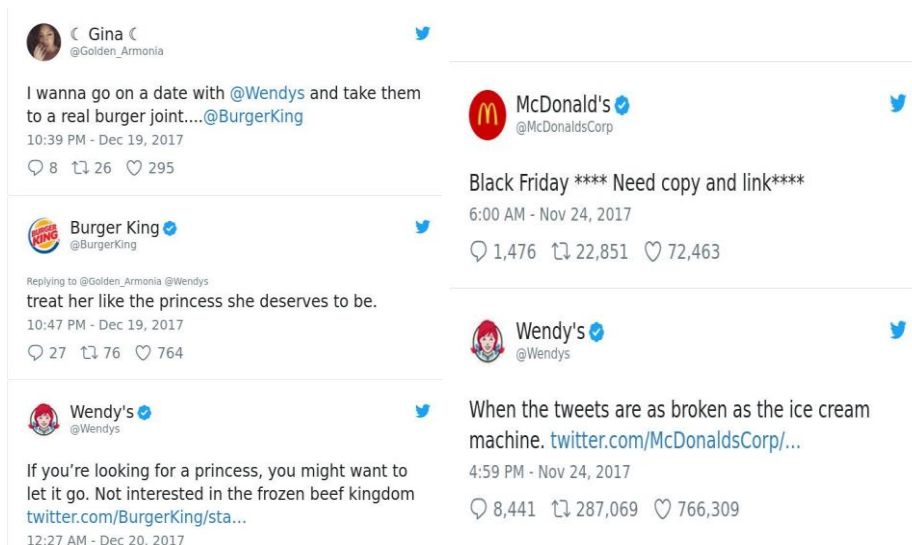 ☾ Gina ☾
@Golden_Armonia
I wanna go on a date with @Wendys and take them
to a real burger joint....@BurgerKing
10:39 PM - Dec 19, 2017
8 26 295
BURGER KING
Burger King
@BurgerKing
Replying to @Golden_Armonia @Wendys
treat her like the princess she deserves to be.
10:47 PM - Dec 19, 2017
27 76 764
Wendy's
@Wendys
If you’re looking for a princess, you might want to
let it go. Not interested in the frozen beef kingdom
twitter.com/BurgerKing/sta…
12:27 AM - Dec 20, 2017
McDonald's
@McDonaldsCorp
Black Friday **** Need copy and link****
6:00 AM - Nov 24, 2017
1,476 22,851 72,463
Wendy's
@Wendys
When the tweets are as broken as the ice cream
machine. twitter.com/McDonaldsCorp/…
4:59 PM - Nov 24, 2017
8,441 287,069 766,309